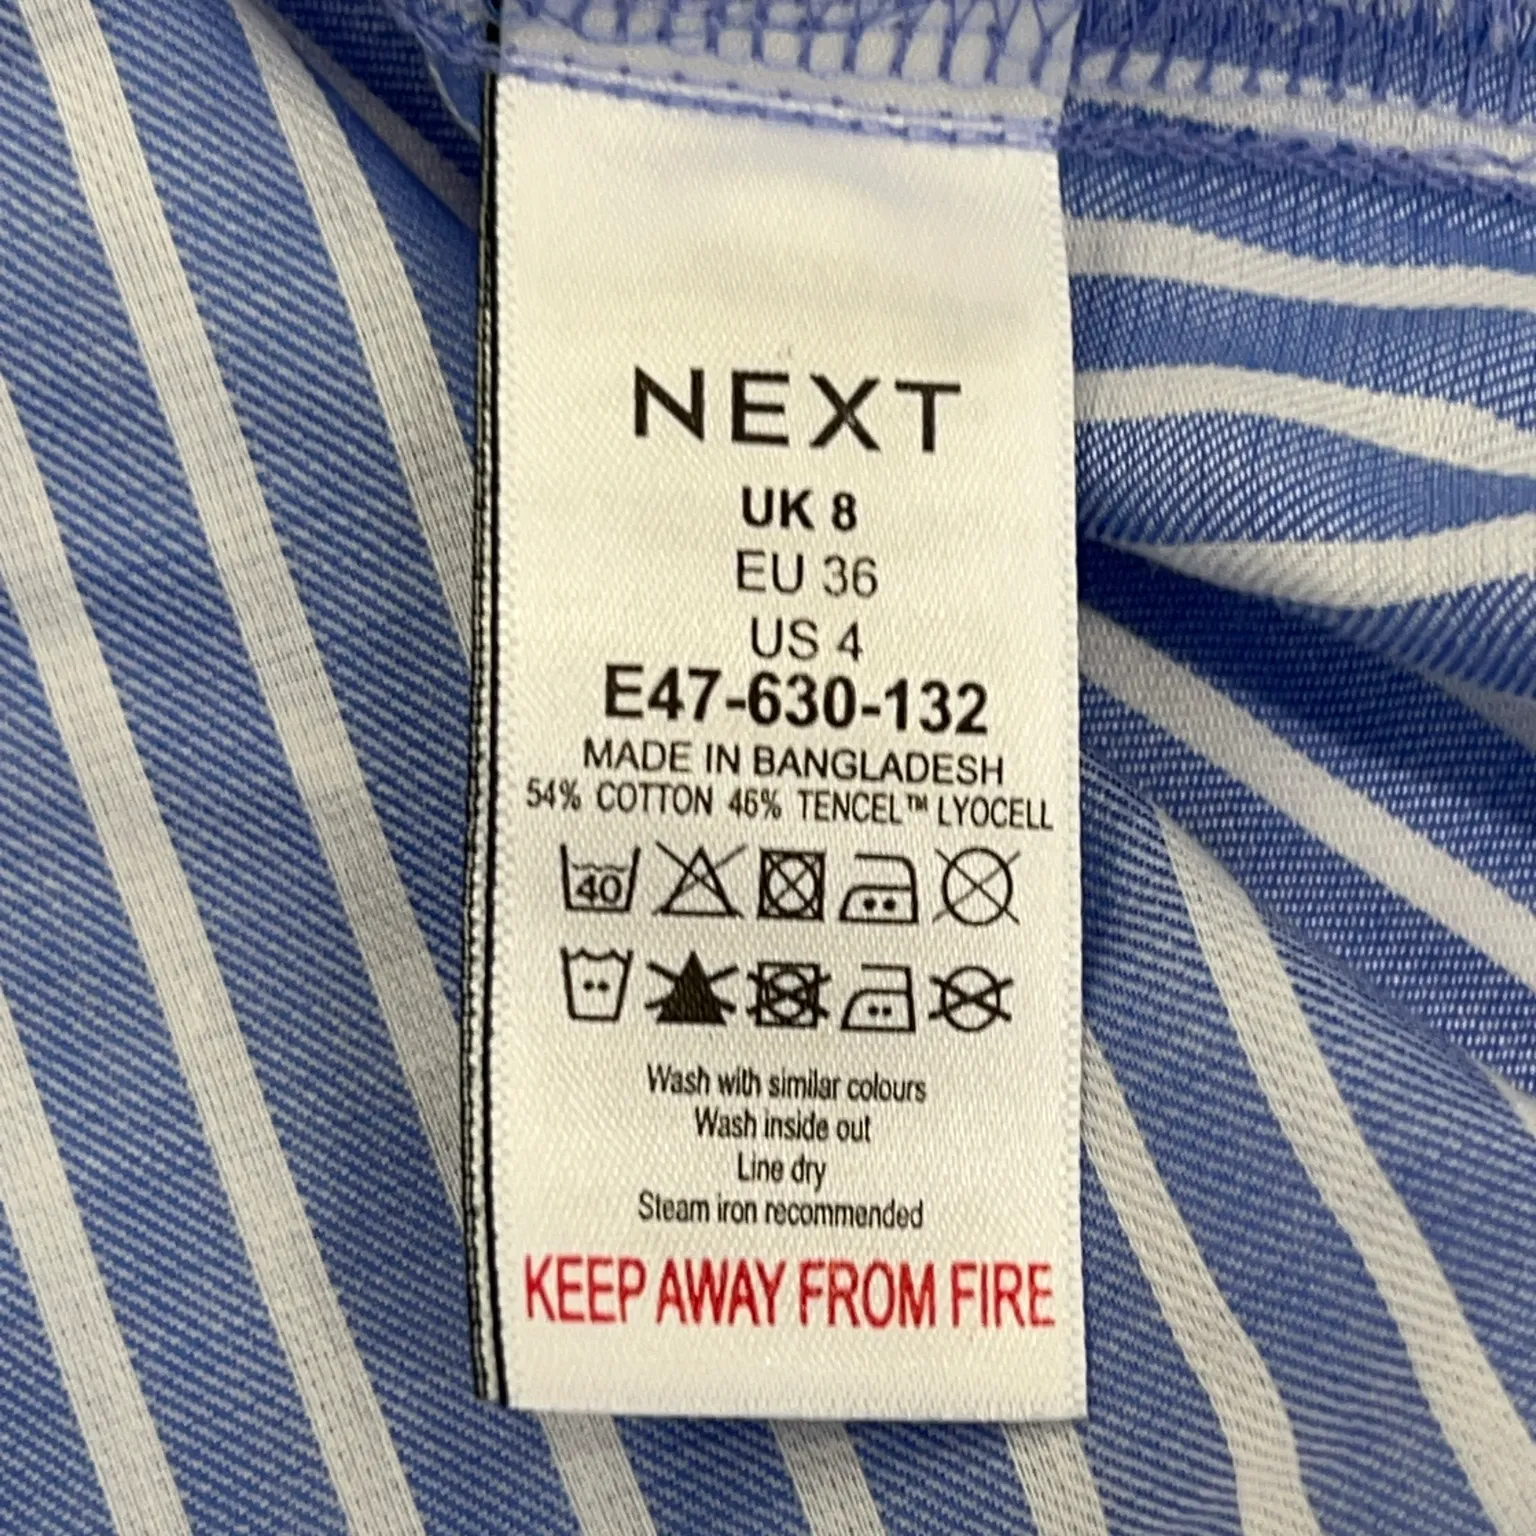 NEXT
UK 8
EU 36
US 4
E47-630-132
MADE IN BANGLADESH
54% COTTON 46% TENCEL™ LYOCELL
40
Wash with similar colours
Wash inside out
Line dry
Steam iron recommended
KEEP AWAY FROM FIRE